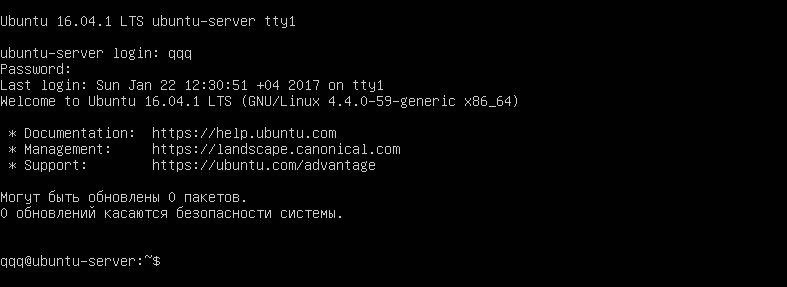 Ubuntu 16.04.1 LTS ubuntu-server tty1
ubuntu-server login: qqq
Password:
Last login: Sun Jan 22 12:30:51 +04 2017 on tty1
Welcome to Ubuntu 16.04.1 LTS (GNU/Linux 4.4.0-59-generic x86_64)
* Documentation:  https://help.ubuntu.com
* Management:     https://landscape.canonical.com
* Support:        https://ubuntu.com/advantage
Могут быть обновлены 0 пакетов.
0 обновлений касаются безопасности системы.
qqq@ubuntu-server:~$